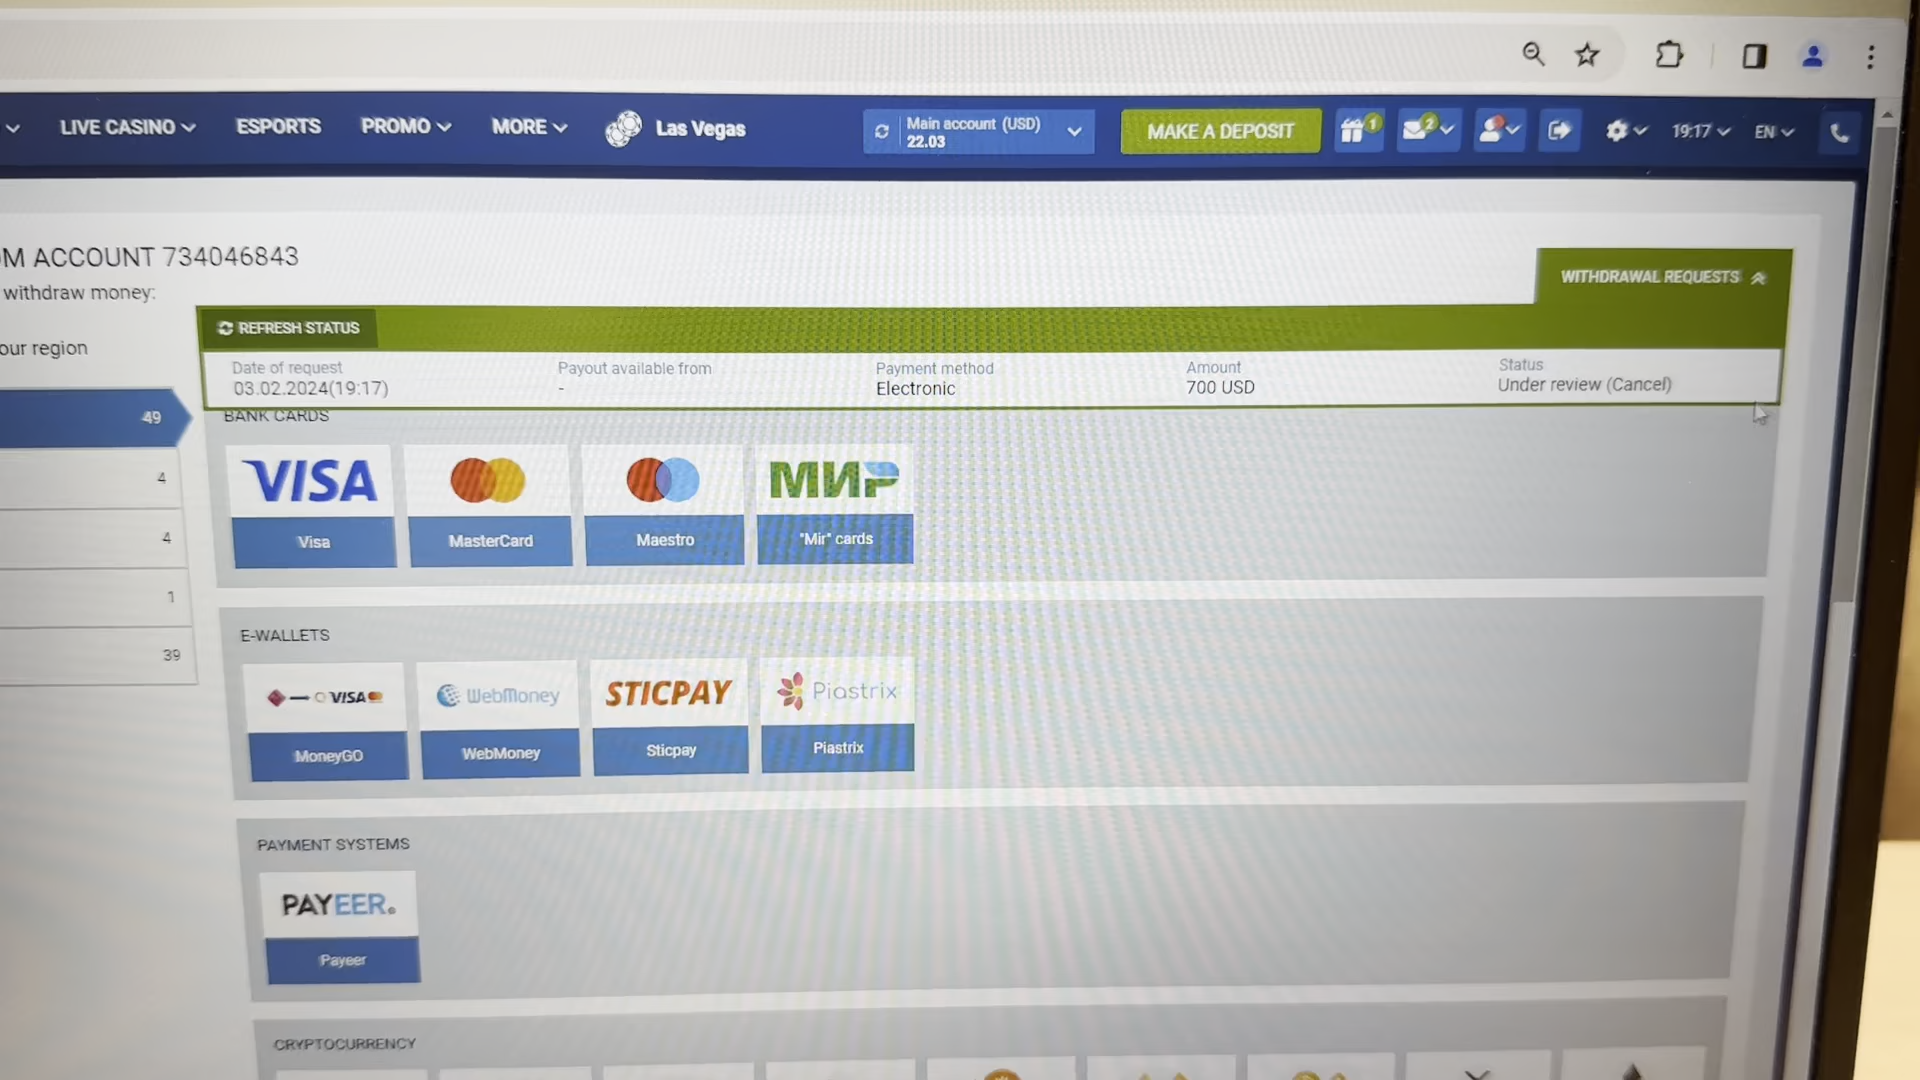 LIVE CASINO
ESPORTS
PROMO
MORE
Las Vegas
Main account (USD)
22.03
MAKE A DEPOSIT
1
2
19:17
EN
M ACCOUNT 734046843
withdraw money:
our region
WITHDRAWAL REQUESTS
REFRESH STATUS
Date of request
03.02.2024(19:17)
Payout available from
-
Payment method
Electronic
Amount
700 USD
Status
Under review (Cancel)
49
4
4
1
39
BANK CARDS
VISA
МИР
Visa
MasterCard
Maestro
"Mir" cards
E-WALLETS
VISA
WebMoney
STICPAY
Piastrix
MoneyGO
WebMoney
Sticpay
Piastrix
PAYMENT SYSTEMS
PAYEER
Payeer
CRYPTOCURRENCY